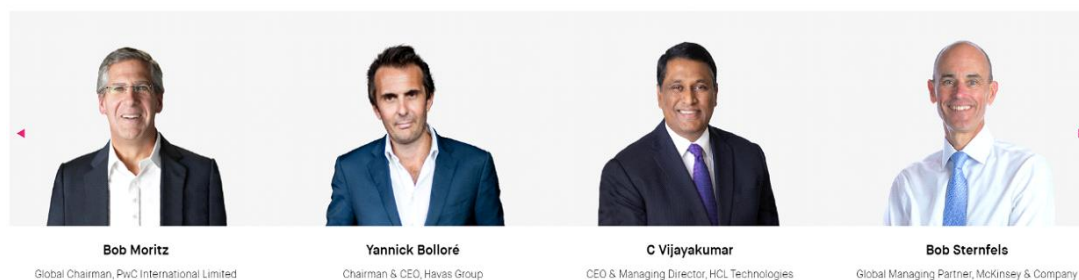 Bob Moritz
Global Chairman, PwC International Limited
Yannick Bolloré
Chairman & CEO, Havas Group
C Vijayakumar
CEO & Managing Director, HCL Technologies
Bob Sternfels
Global Managing Partner, McKinsey & Company